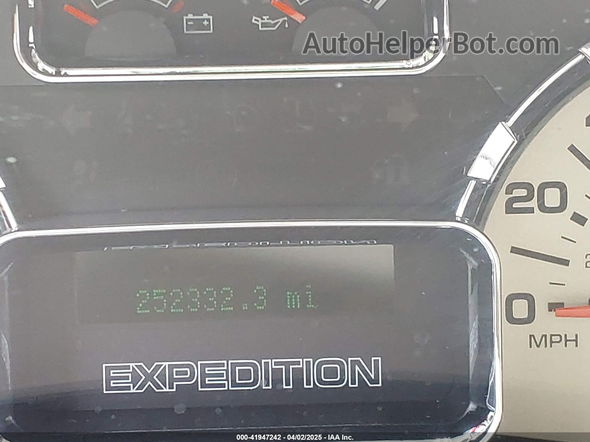 AutoHelperBot.com
20
0
MPH
252332.3 mi
EXPEDITION
000-41947242 - 04/02/2025 - IAA Inc.